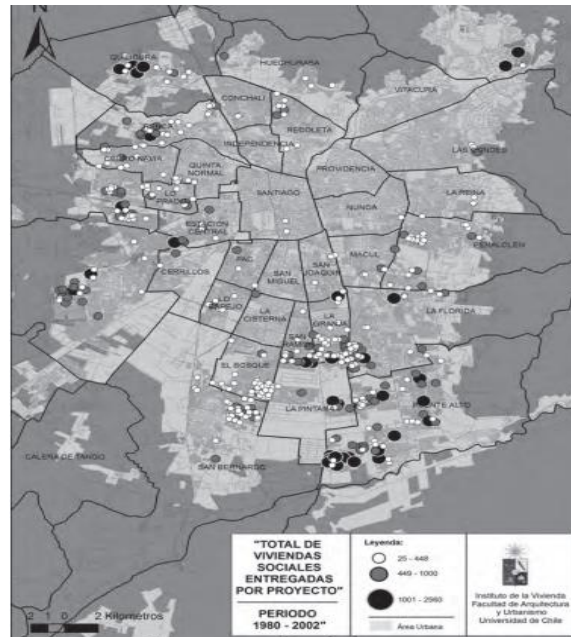 N
QUILICURA
HUECHURABA
CONCHALI
VITACURA
RECOLETA
INDEPENDENCIA
LAS CONDES
CERRO NAVIA
QUINTA
NORMAL
PROVIDENCIA
LO
PRADO
SANTIAGO
LA REINA
ÑUÑOA
ESTACION
CENTRAL
PEÑALOLEN
MACUL
CERRILLOS
PAC
SAN
JOAQUIN
SAN
MIGUEL
LO
ESPEJO
LA
CISTERNA
LA
GRANJA
LA FLORIDA
SAN
RAMON
EL BOSQUE
LA PINTANA
PUENTE ALTO
CALERA DE TANGO
SAN BERNARDO
"TOTAL DE
VIVIENDAS
SOCIALES
ENTREGADAS
POR PROYECTO"
PERIODO
1980 - 2002"
Leyenda:
25 - 448
449 - 1000
1001 - 2960
Área Urbana
Instituto de la Vivienda
Facultad de Arquitectura
y Urbanismo
Universidad de Chile
2 1 0 2 Kilómetros